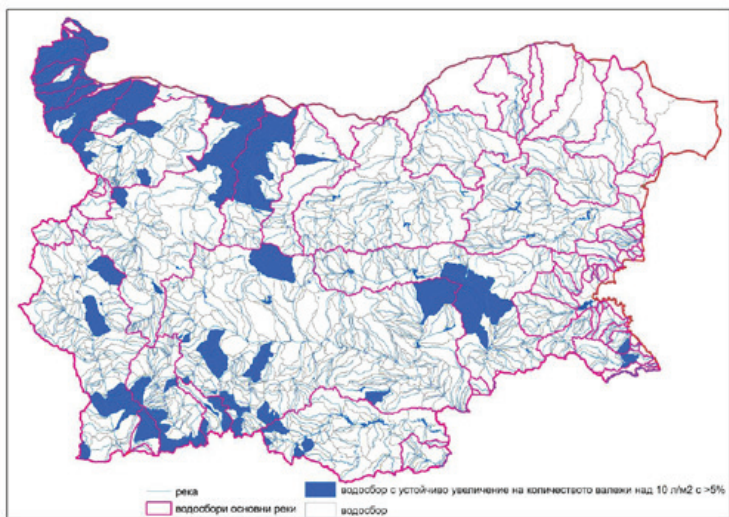 река
водосбор с устойчиво увеличение на количеството валежи над 10 л/м2 с >5%
водосбори основни реки
водосбор